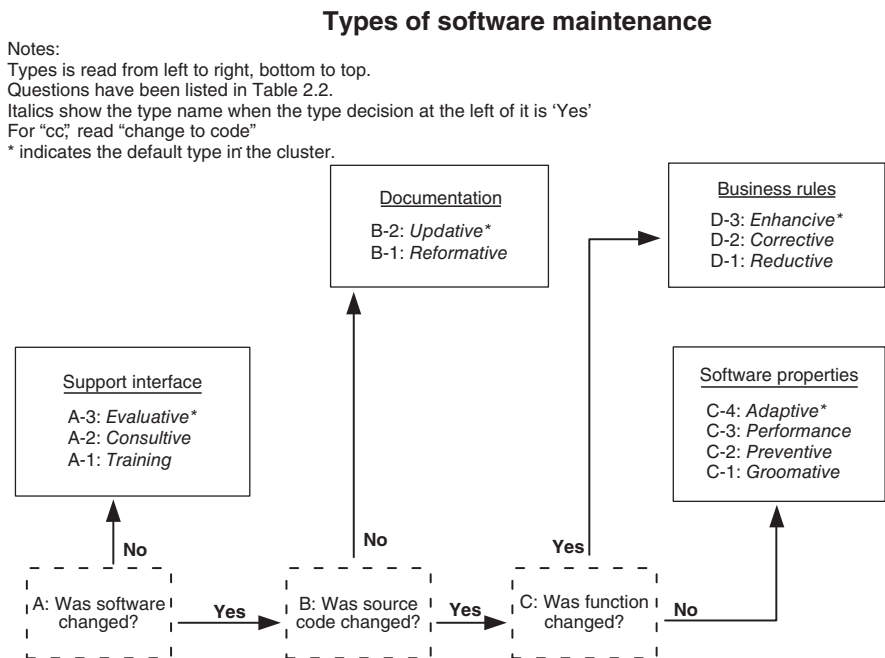 Types of software maintenance
Notes:
Types is read from left to right, bottom to top.
Questions have been listed in Table 2.2.
Italics show the type name when the type decision at the left of it is ‘Yes’
For “cc,” read “change to code”
* indicates the default type in the cluster.
Documentation
B-2: Updative*
B-1: Reformative
Business rules
D-3: Enhancive*
D-2: Corrective
D-1: Reductive
Support interface
A-3: Evaluative*
A-2: Consultive
A-1: Training
Software properties
C-4: Adaptive*
C-3: Performance
C-2: Preventive
C-1: Groomative
No
No
Yes
A: Was software
changed?
Yes
B: Was source
code changed?
Yes
C: Was function
changed?
No